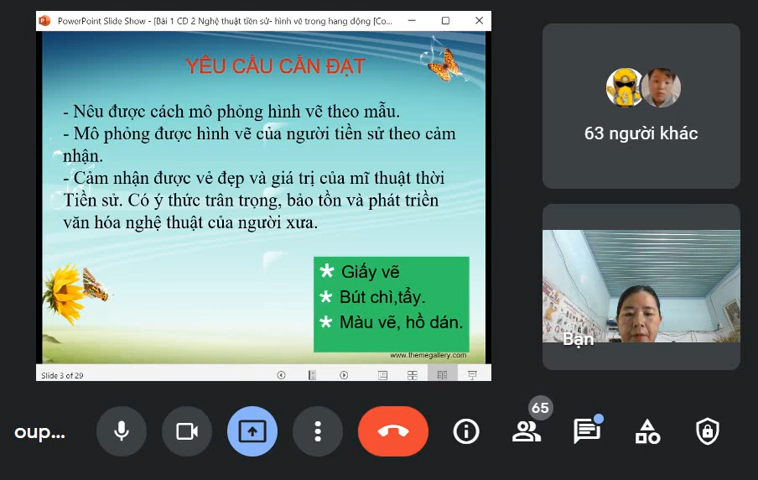 PowerPoint Slide Show - [Bài 1 CD 2 Nghệ thuật tiền sử- hình vẽ trong hang động [Co...
YÊU CẦU CẦN ĐẠT
- Nêu được cách mô phỏng hình vẽ theo mẫu.
- Mô phỏng được hình vẽ của người tiền sử theo cảm
nhận.
- Cảm nhận được vẻ đẹp và giá trị của mĩ thuật thời
Tiền sử. Có ý thức trân trọng, bảo tồn và phát triển
văn hóa nghệ thuật của người xưa.
Giấy vẽ
Bút chì,tẩy.
Màu vẽ, hồ dán.
www.themegallery.com
Slide 3 of 29
63 người khác
Bạn
oup...
65